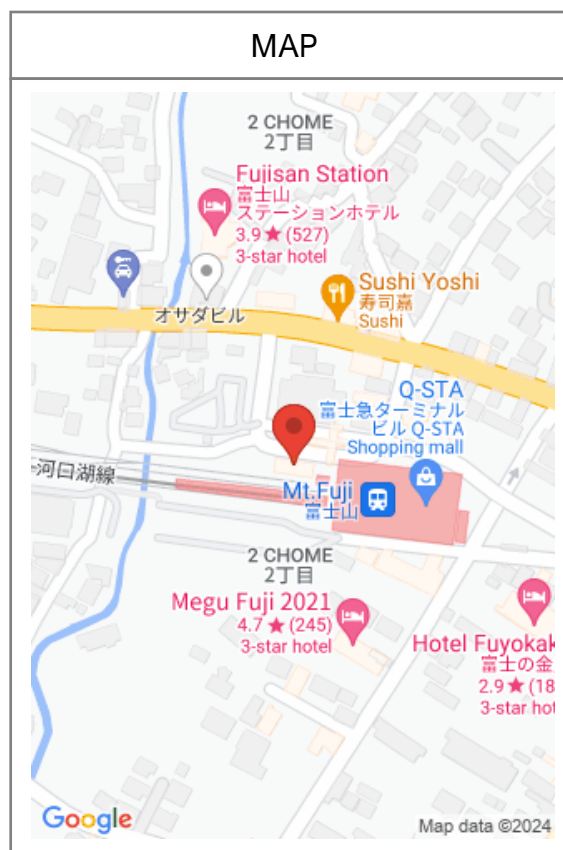 MAP
2 CHOME
2丁目
Fujisan Station
富士山
ステーションホテル
3.9 ★ (527)
3-star hotel
オサダビル
Sushi Yoshi
寿司嘉
Sushi
Q-STA
富士急ターミナル
ビル Q-STA
Shopping mall
河口湖線
Mt.Fuji
富士山
2 CHOME
2丁目
Megu Fuji 2021
4.7 ★ (245)
3-star hotel
Hotel Fuyokak
富士の金
2.9 ★ (18
3-star hot
Google
Map data ©2024